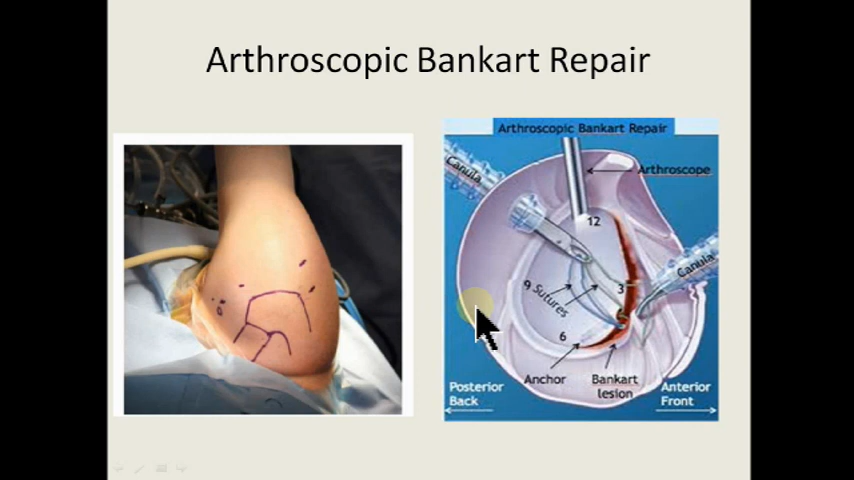 Arthroscopic Bankart Repair
Arthroscopic Bankart Repair
Canula
Arthroscope
12
Canula
9
Sutures
3
6
Anchor
Bankart
lesion
Posterior
Back
Anterior
Front